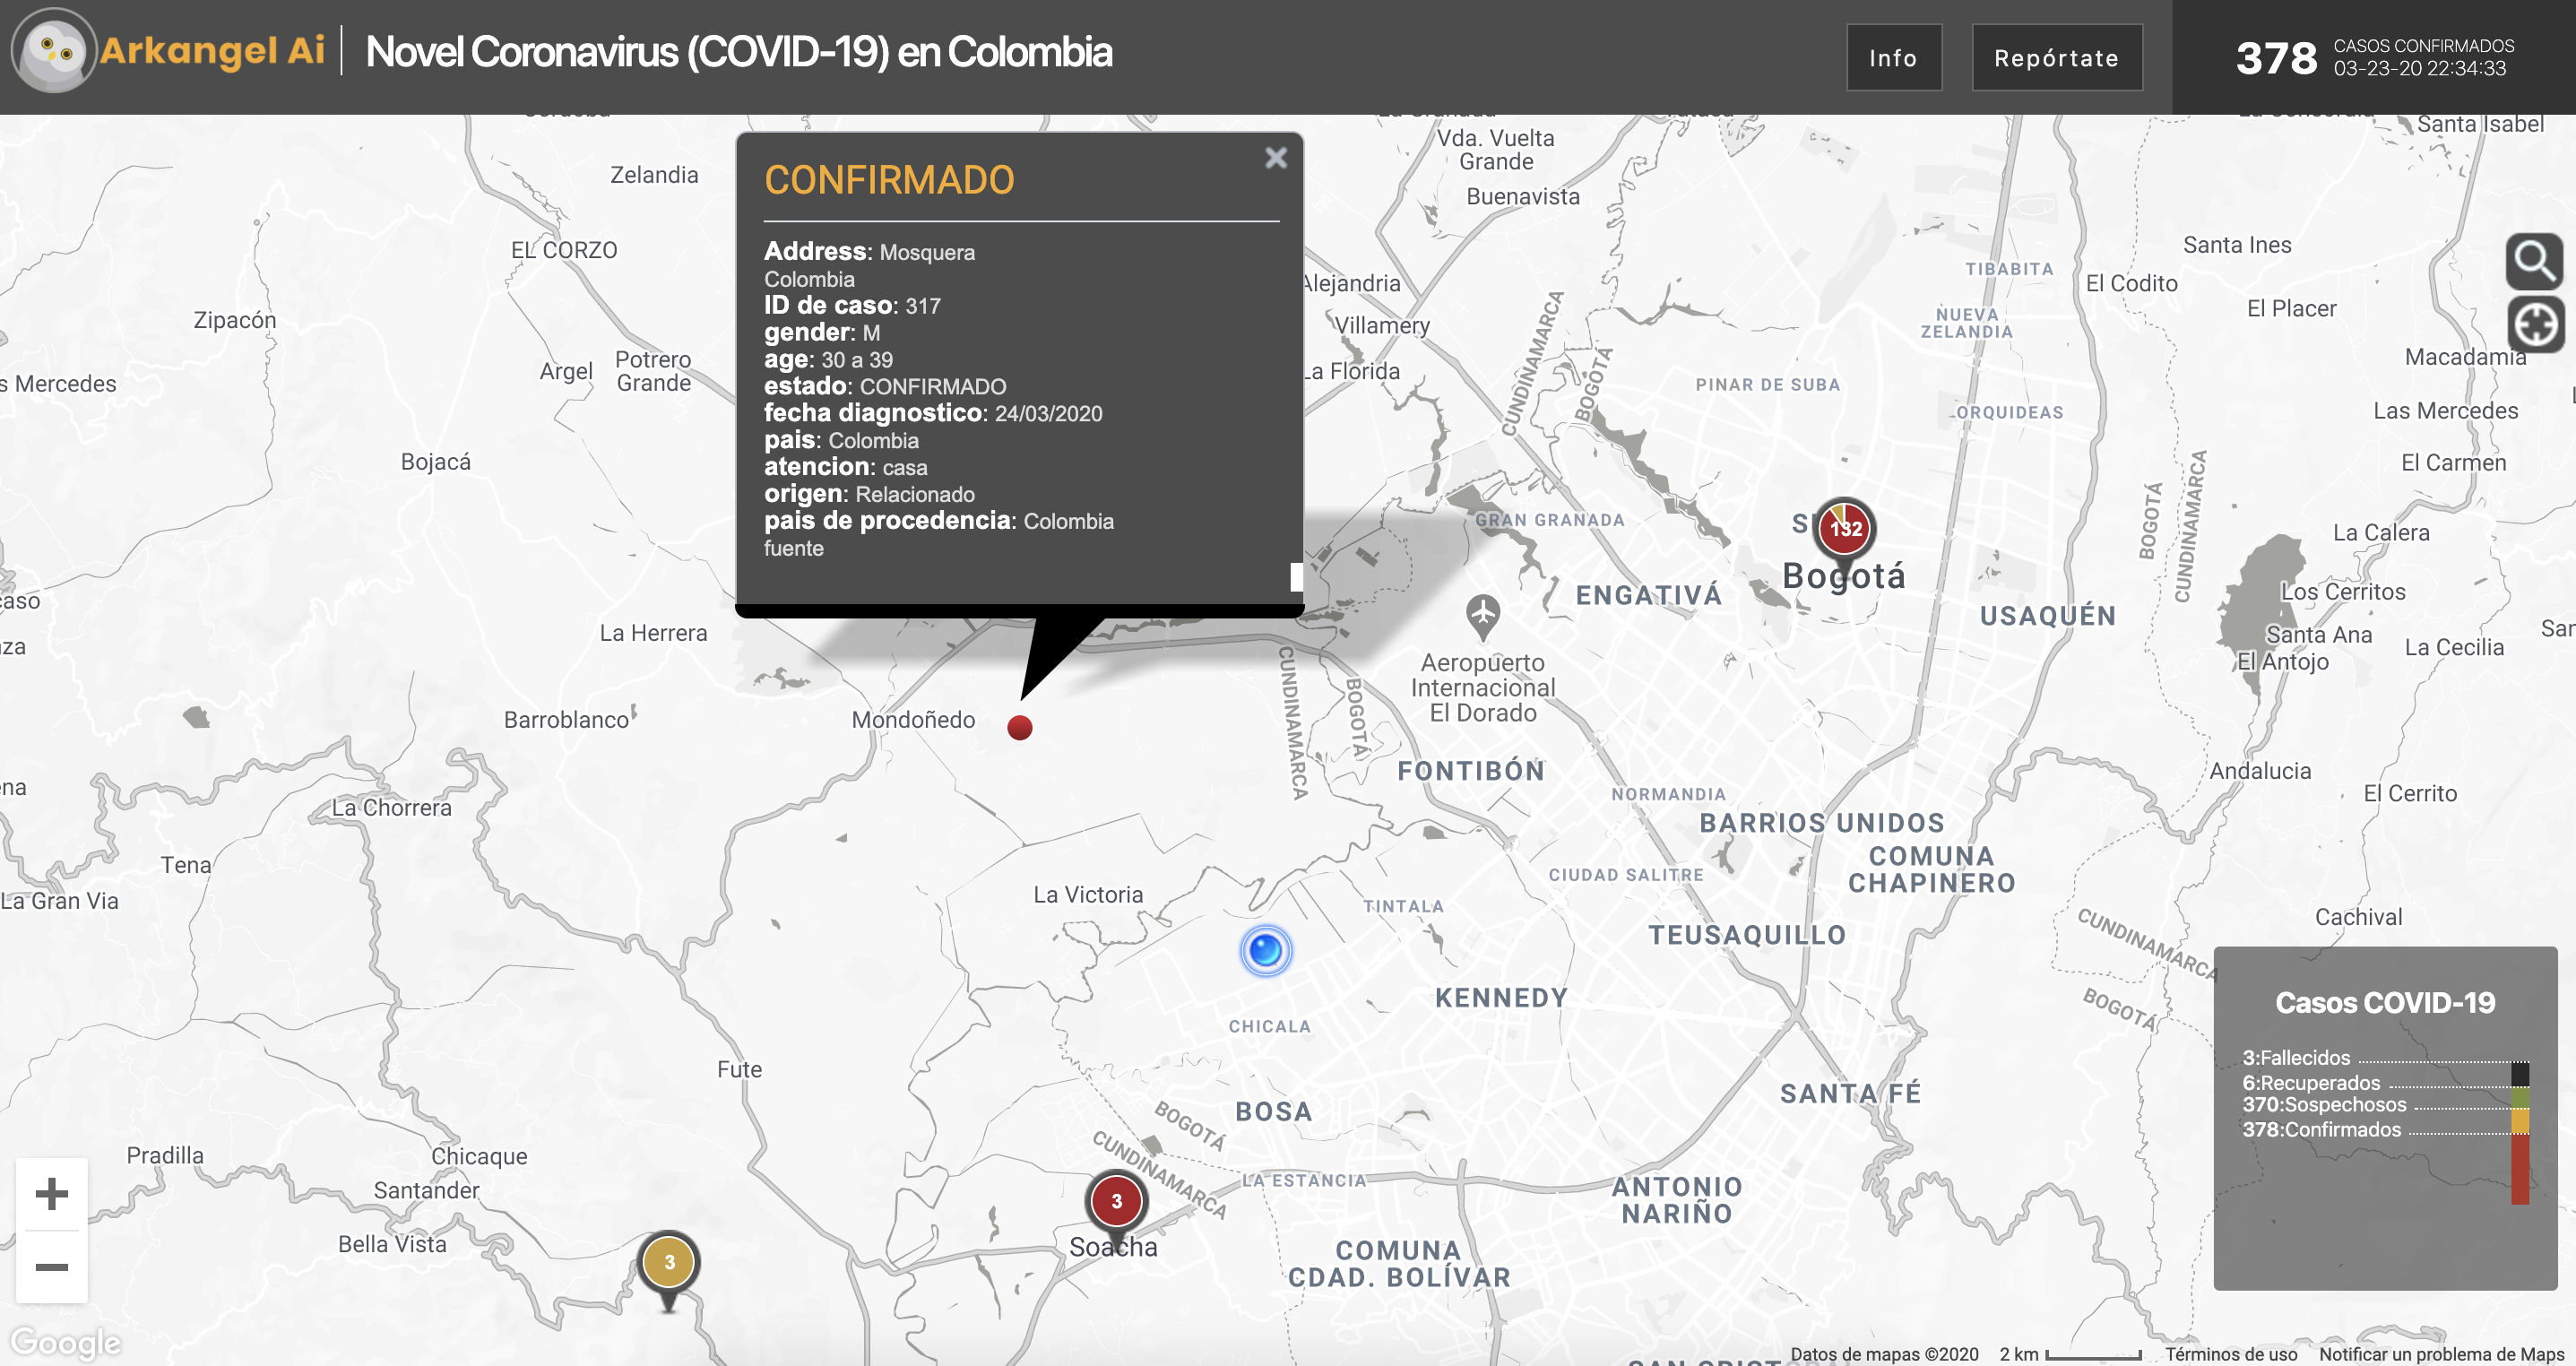 Arkangel Ai
Novel Coronavirus (COVID-19) en Colombia
Info
Repórtate
378
CASOS CONFIRMADOS
03-23-20 22:34:33
CONFIRMADO
Address: Mosquera
Colombia
ID de caso: 317
gender: M
age: 30 a 39
estado: CONFIRMADO
fecha diagnostico: 24/03/2020
pais: Colombia
atencion: casa
origen: Relacionado
pais de procedencia: Colombia
fuente
Santa Isabel
Vda. Vuelta
Grande
Buenavista
Zelandia
EL CORZO
Zipacón
Argel
Potrero
Grande
s Mercedes
Bojacá
Alejandria
Villamery
La Florida
CUNDINAMARCA
BOGOTÁ
TIBABITA
NUEVA
ZELANDIA
PINAR DE SUBA
ORQUIDEAS
Santa Ines
El Codito
El Placer
Macadamia
Las Mercedes
El Carmen
BOGOTÁ
CUNDINAMARCA
La Calera
GRAN GRANADA
132
Bogotá
ENGATIVÁ
USAQUÉN
Los Cerritos
Santa Ana
El Antojo
La Cecilia
caso
La Herrera
Aeropuerto
Internacional
El Dorado
Barroblanco
Mondoñedo
CUNDINAMARCA
BOGOTÁ
FONTIBÓN
NORMANDIA
BARRIOS UNIDOS
COMUNA
CHAPINERO
Andalucia
El Cerrito
La Chorrera
Tena
La Gran Via
La Victoria
TINTALA
CIUDAD SALITRE
TEUSAQUILLO
Cachival
CUNDINAMARCA
BOGOTÁ
KENNEDY
CHICALA
Fute
BOSA
SANTA FÉ
BOGOTÁ
CUNDINAMARCA
LA ESTANCIA
Pradilla
Chicaque
Santander
Bella Vista
3
3
Soacha
ANTONIO
NARIÑO
COMUNA
CDAD. BOLÍVAR
Casos COVID-19
3:Fallecidos
6:Recuperados
370:Sospechosos
378:Confirmados
+
−
Google
Datos de mapas ©2020
2 km
Términos de uso
Notificar un problema de Maps